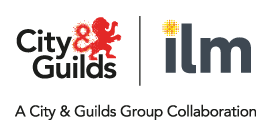 City&
Guilds
ilm
A City & Guilds Group Collaboration